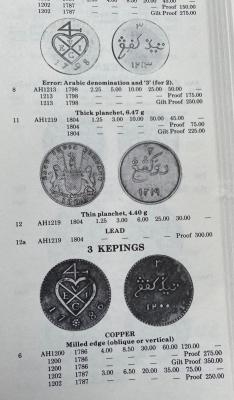 1202 1787 — — — — Proof 150.00
1202 1787 — — — — Gilt Proof 275.00
1798
١٢١٣
Error: Arabic denomination and '3' (for 2).
8 AH1213 1798 2.25 5.00 10.00 25.00 50.00 —
1213 1798 — — — — Proof 175.00
1213 1798 — — — — Gilt Proof 250.00
Thick planchet, 6.47 g
11 AH1219 1804 1.25 3.00 10.00 30.00 45.00 —
1804 — — — — Proof 75.00
1804 — — — — Gilt Proof 225.00
١٢١٩
Thin planchet, 4.40 g
12 AH1219 1804 1.25 3.00 6.00 25.00 30.00 —
LEAD
12a AH1219 1804 — — — — Proof 300.00
3 KEPINGS
1786
١٢٠٠
COPPER
Milled edge (oblique or vertical)
6 AH1200 1786 4.00 8.50 30.00 60.00 120.00 —
1200 1786 — — — — Proof 275.00
1200 1786 — — — — Gilt Proof 350.00
1202 1787 3.00 6.50 20.00 35.00 75.00 —
1202 1787 — — — — Proof 250.00